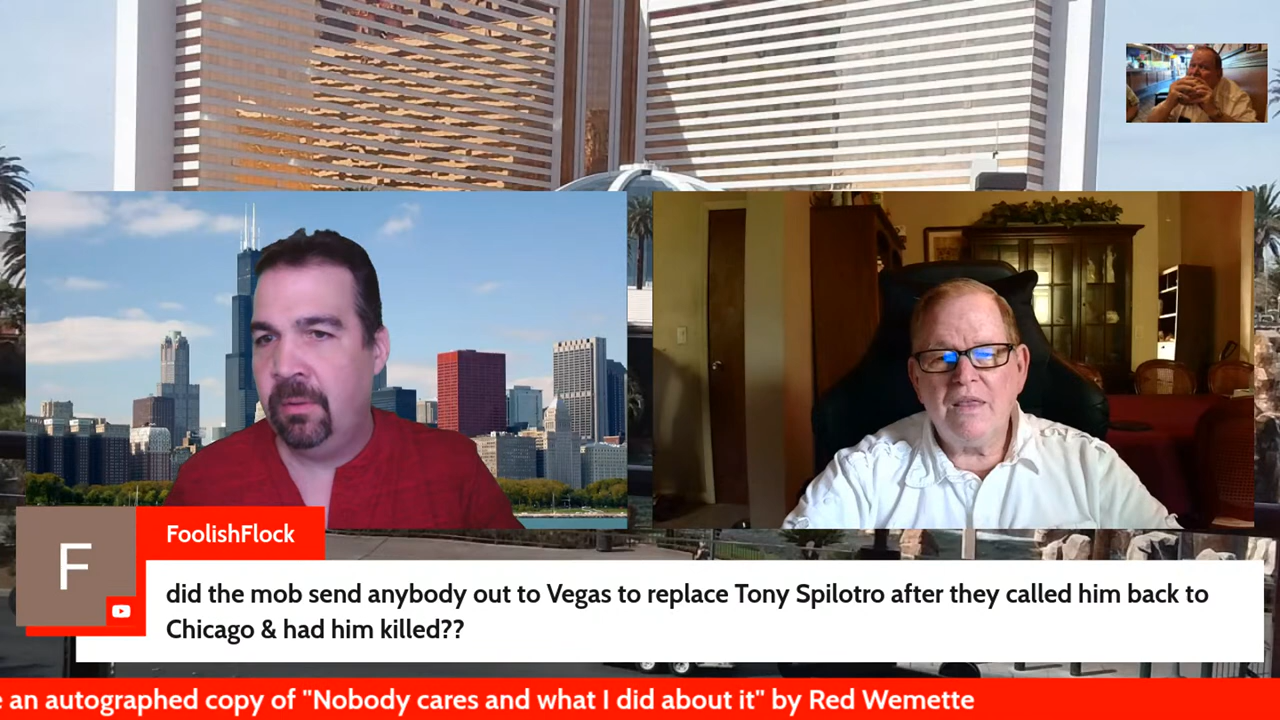 FoolishFlock
F
did the mob send anybody out to Vegas to replace Tony Spilotro after they called him back to
Chicago & had him killed??
e an autographed copy of "Nobody cares and what I did about it" by Red Wemette